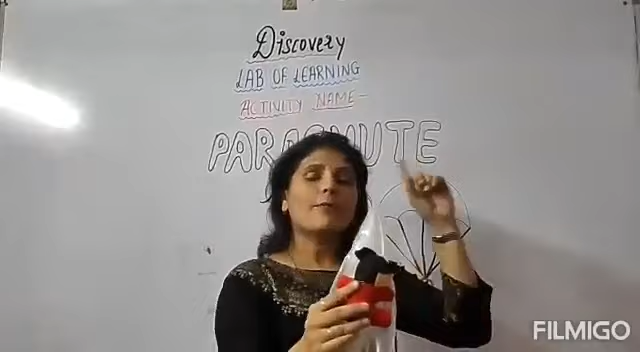 Discovery
LAB OF LEARNING
ACTIVITY NAME-
PARACHUTE
FILMIGO